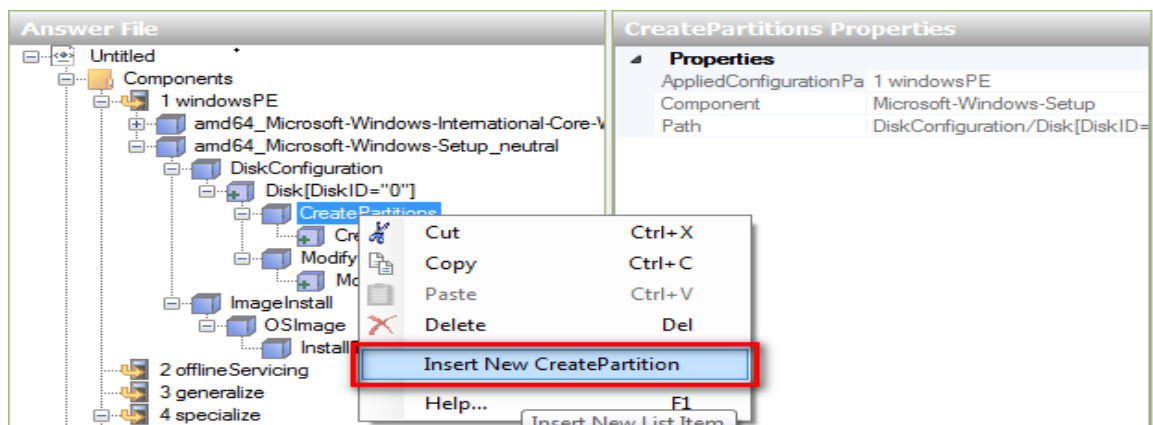 Answer File
Untitled
Components
1 windowsPE
amd64_Microsoft-Windows-International-Core-
amd64_Microsoft-Windows-Setup_neutral
DiskConfiguration
Disk[DiskID="0"]
CreatePartitions
Cre
Modify
Mo
ImageInstall
OSImage
Install
2 offlineServicing
3 generalize
4 specialize
Cut Ctrl+X
Copy Ctrl+C
Paste Ctrl+V
Delete Del
Insert New CreatePartition
Help... F1
Insert New List Item
CreatePartitions Properties
Properties
AppliedConfigurationPa 1 windowsPE
Component Microsoft-Windows-Setup
Path DiskConfiguration/Disk[DiskID=